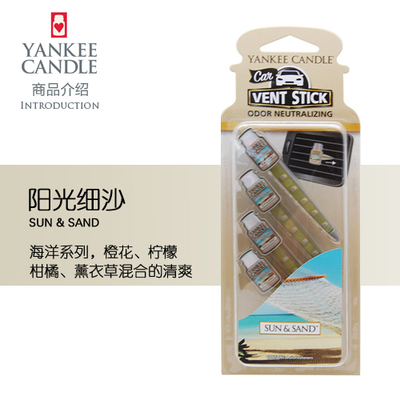 YANKEE
CANDLE
商品介绍
INTRODUCTION
阳光细沙
SUN & SAND
海洋系列，橙花、柠檬
柑橘、薰衣草混合的清爽
YANKEE CANDLE
Car
VENT STICK
ODOR NEUTRALIZING
SUN & SAND™